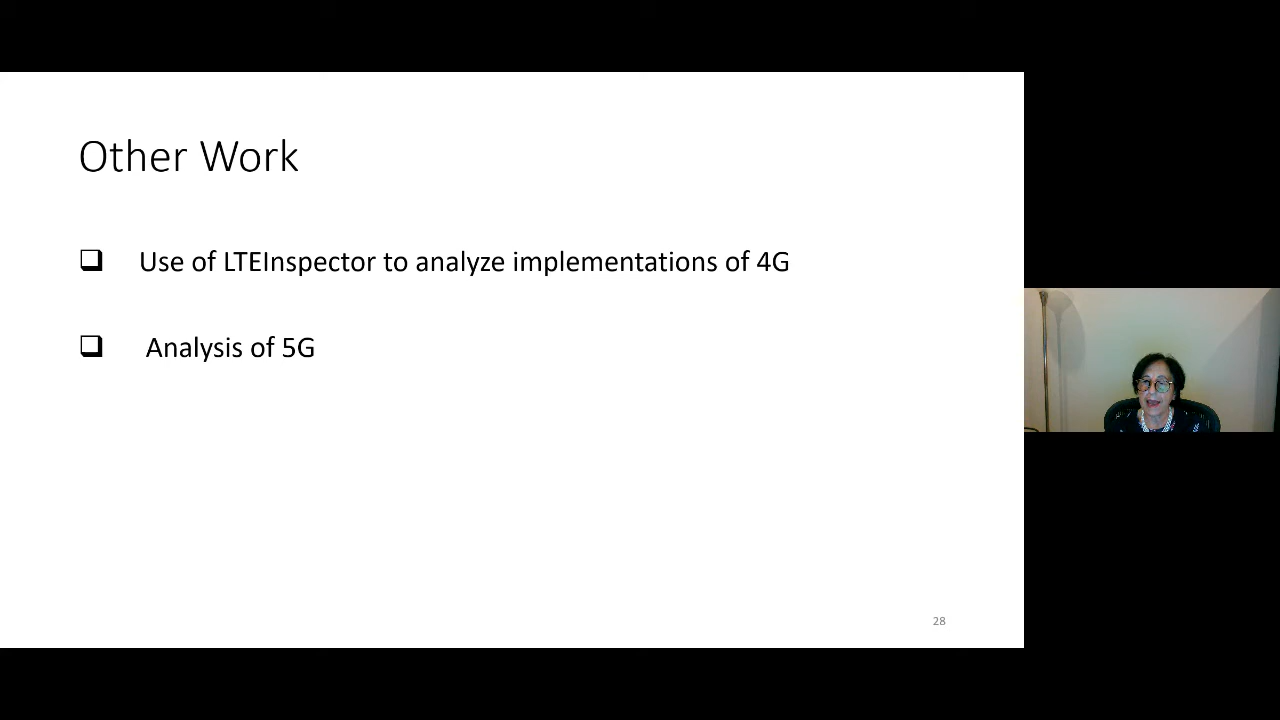 Other Work
❑ Use of LTEInspector to analyze implementations of 4G
❑ Analysis of 5G
28